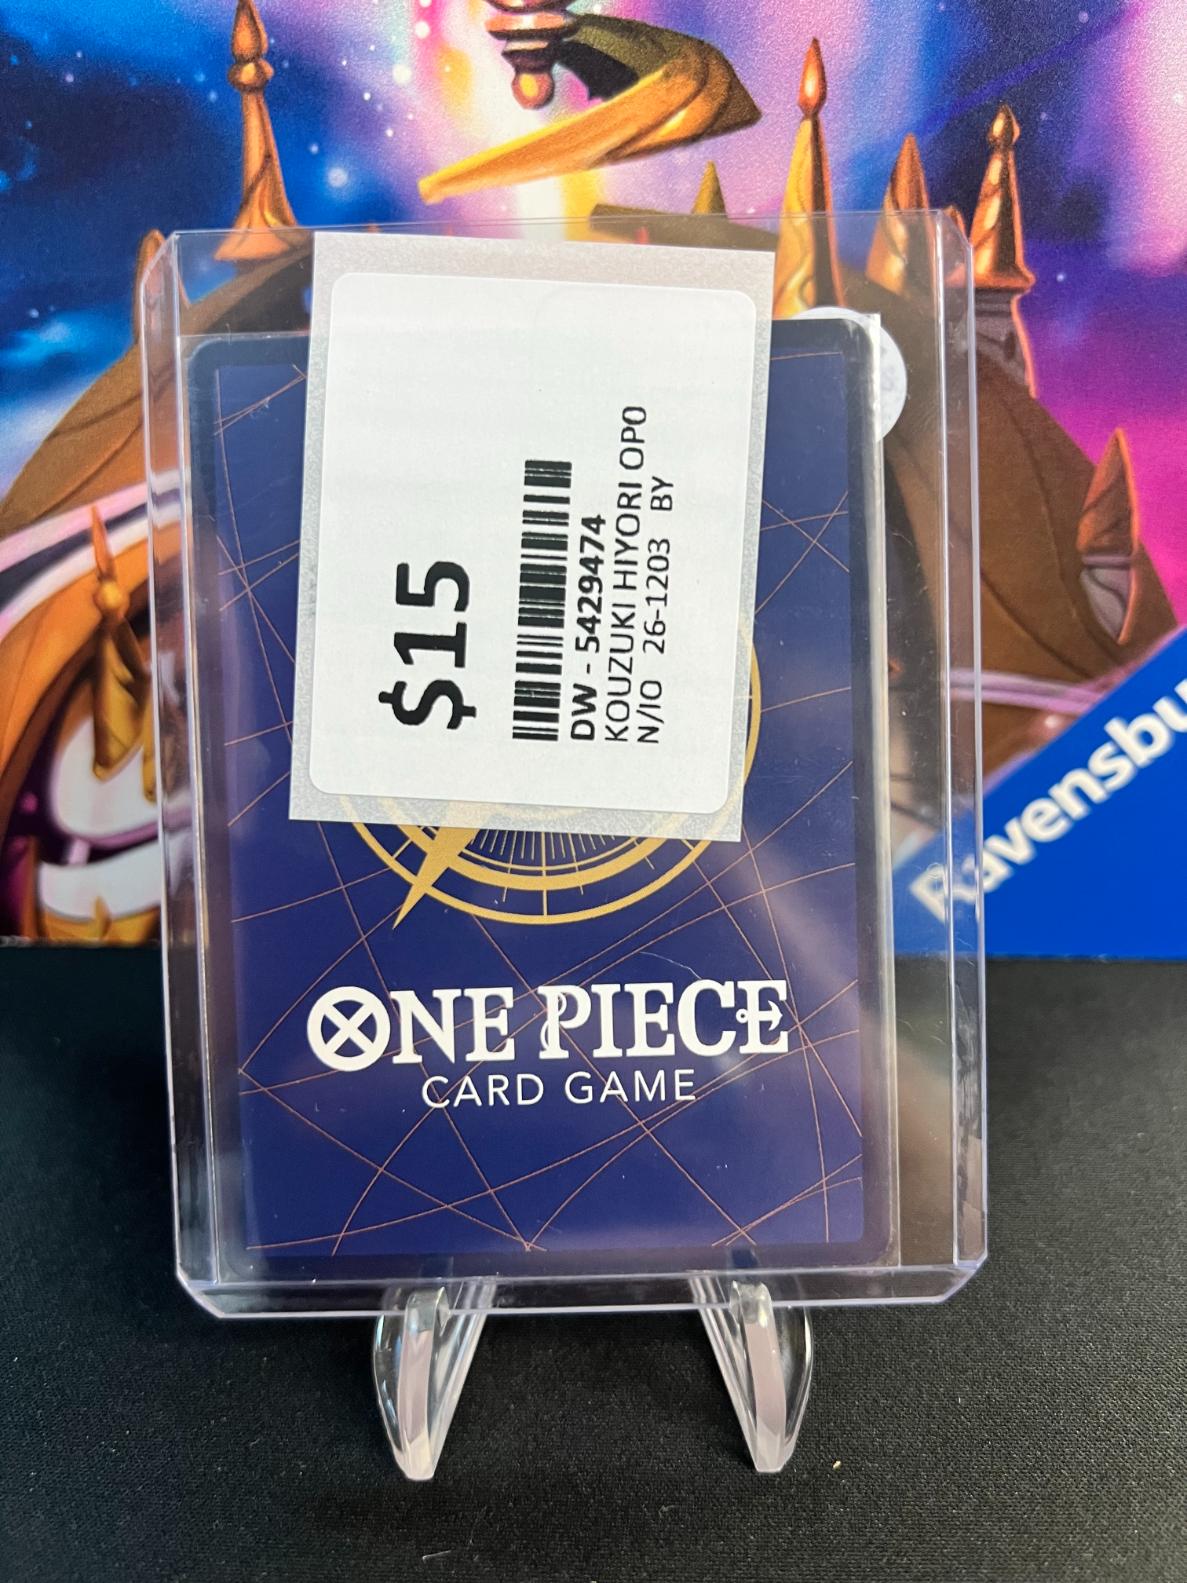 $15
DW - 5429474
KOUZUKI HIYORI OP0
N/IO 26-1203 BY
ONE PIECE
CARD GAME
Ravensbu